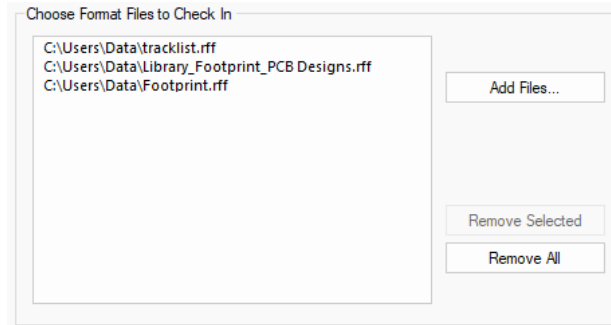 Choose Format Files to Check In
C:\Users\Data\tracklist.rff
C:\Users\Data\Library_Footprint_PCB Designs.rff
C:\Users\Data\Footprint.rff
Add Files...
Remove Selected
Remove All